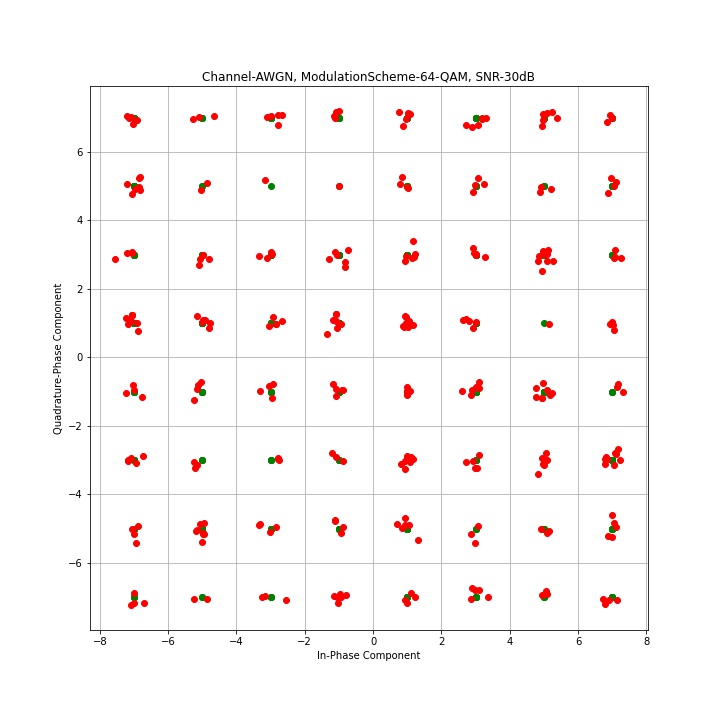 Channel-AWGN, ModulationScheme-64-QAM, SNR-30dB
6
4
2
0
−2
−4
−6
Quadrature-Phase Component
−8 −6 −4 −2 0 2 4 6 8
In-Phase Component